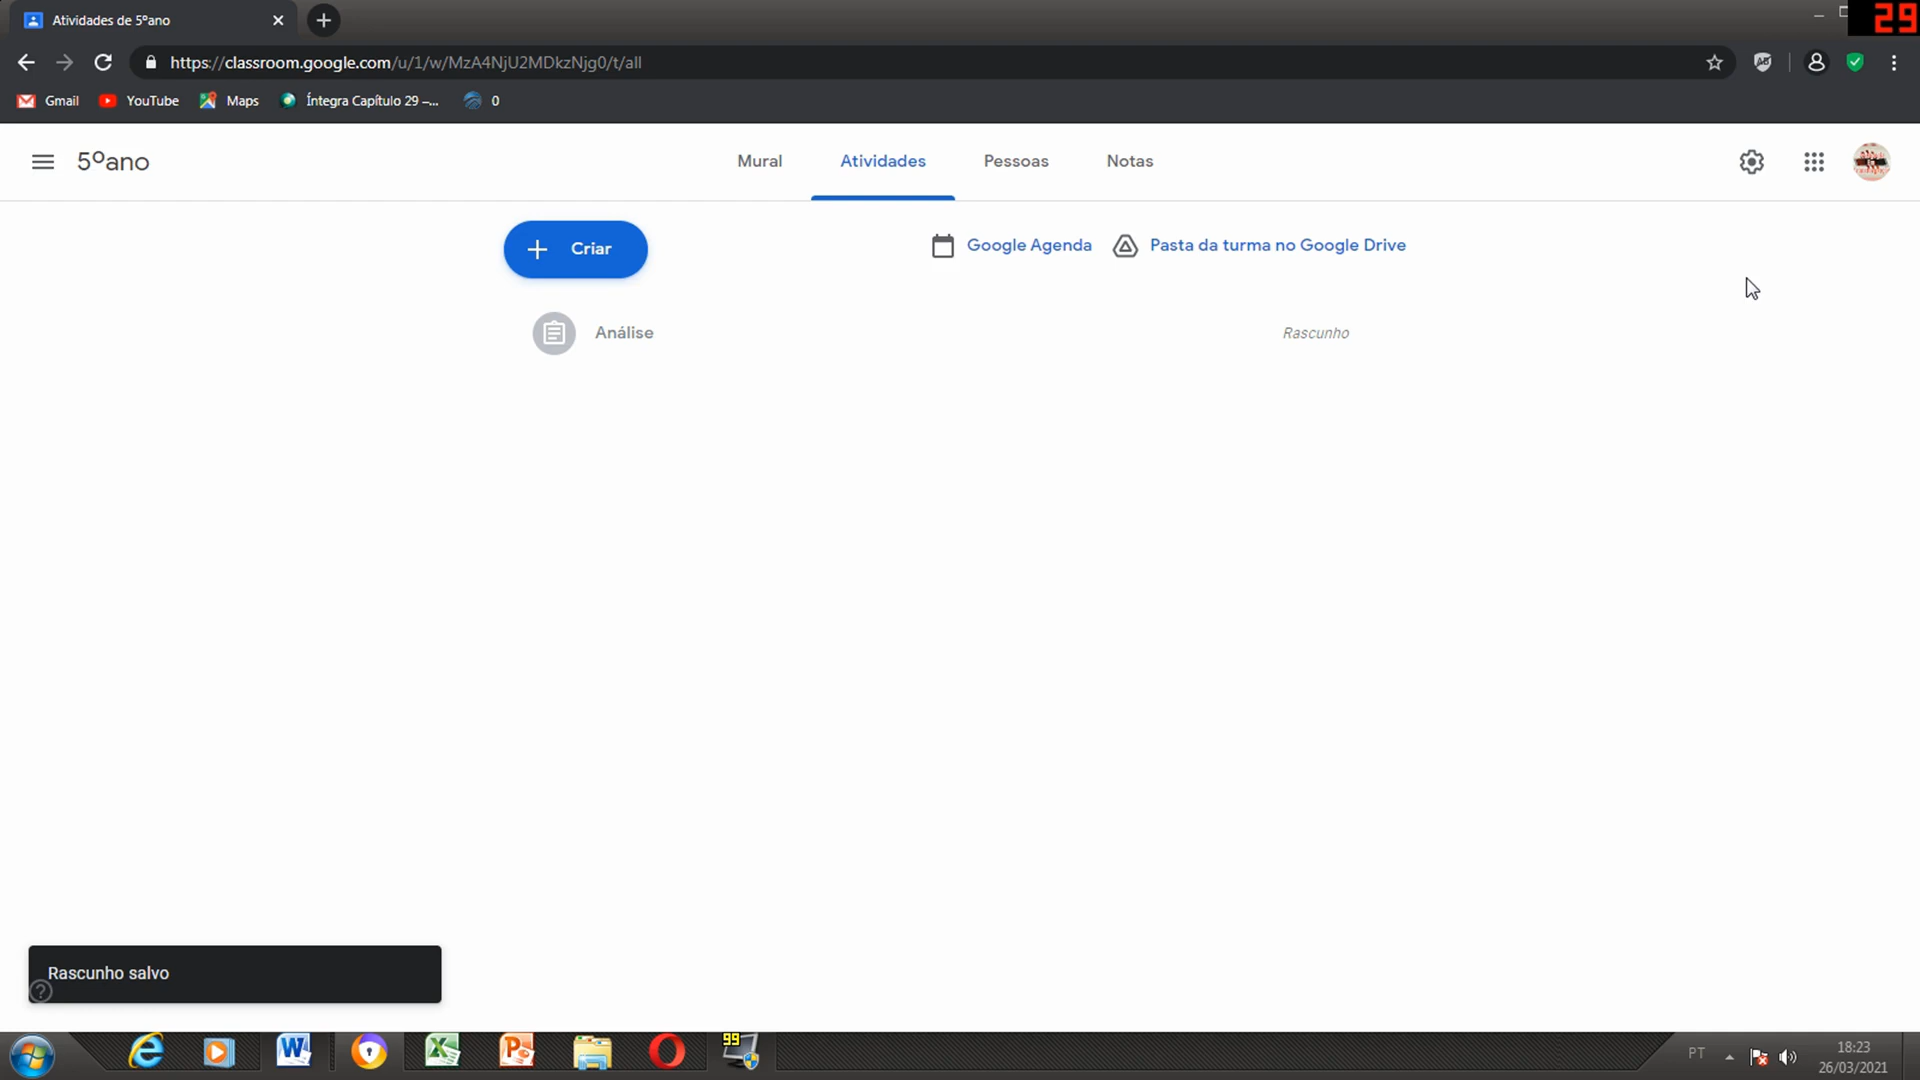 Atividades de 5ºano
29
https://classroom.google.com/u/1/w/MzA4NjU2MDkzNjg0/t/all
Gmail YouTube Maps Íntegra Capítulo 29 –... 0
5ºano Mural Atividades Pessoas Notas
Criar Google Agenda Pasta da turma no Google Drive
Análise Rascunho
Rascunho salvo
99
PT 18:23
26/03/2021